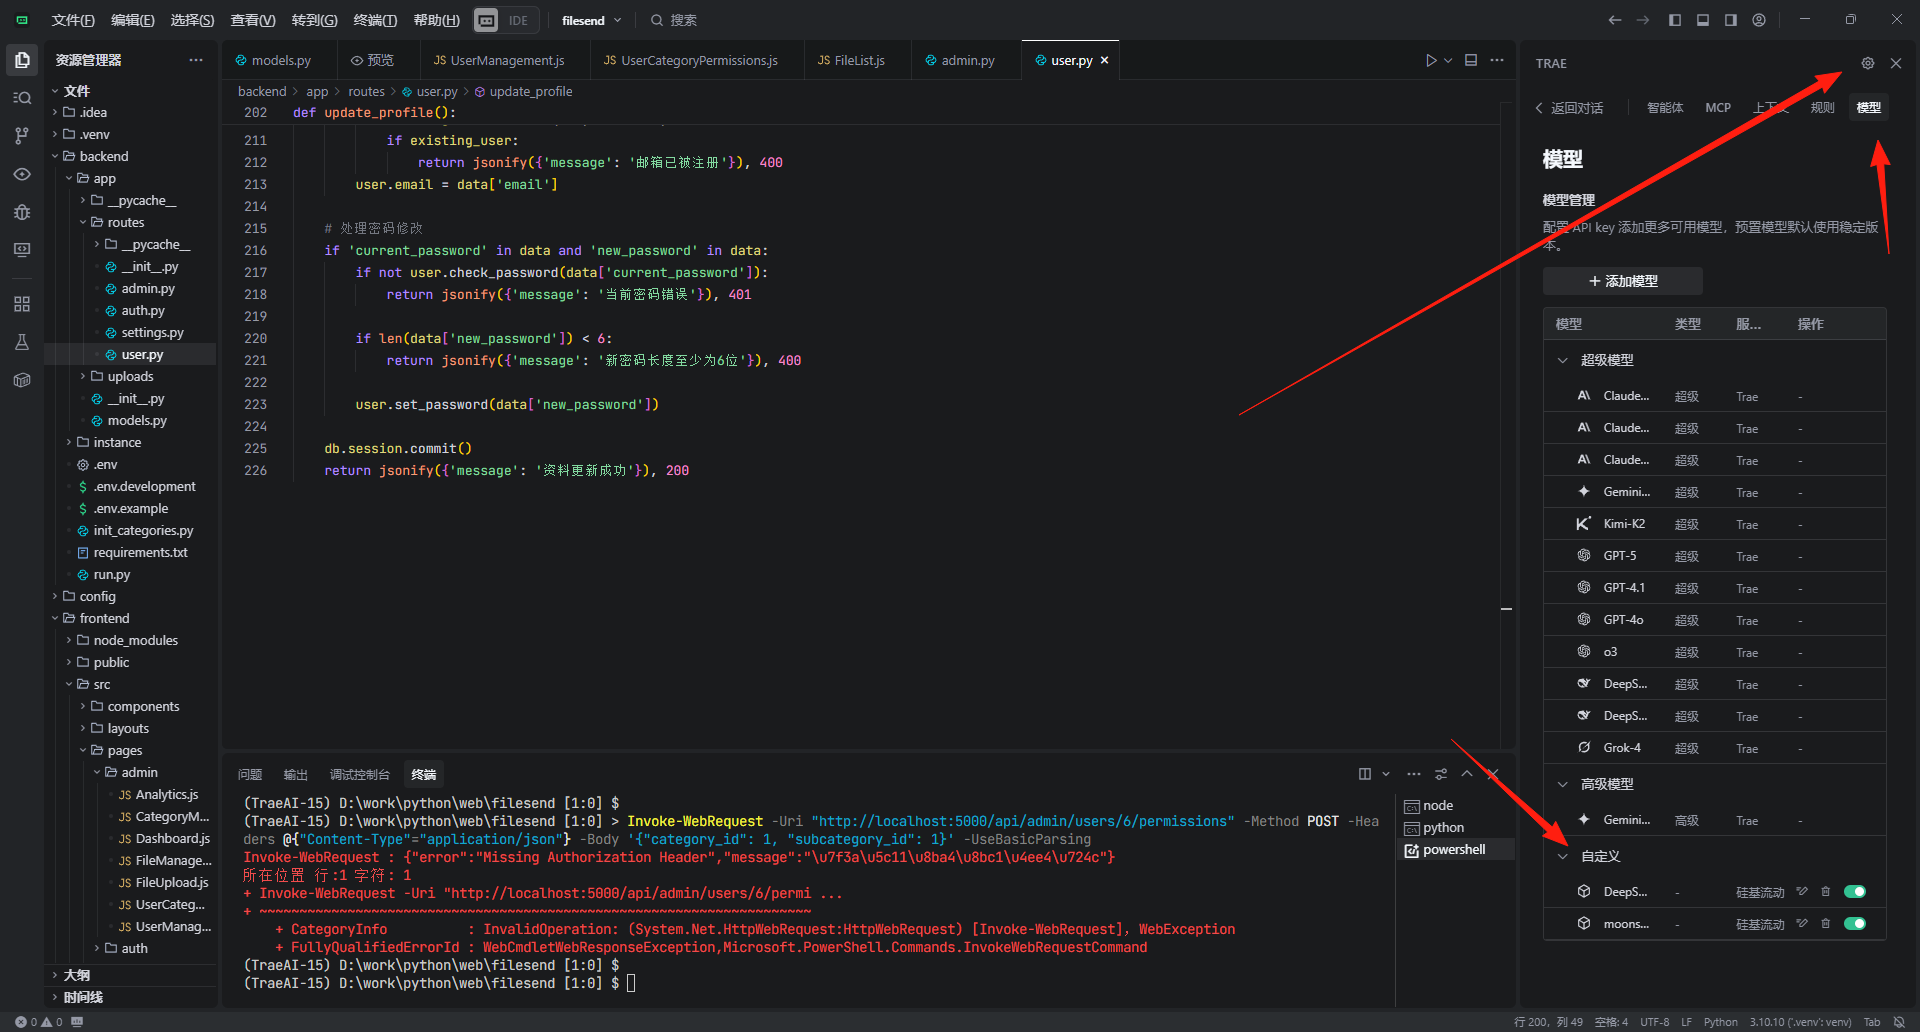 文件(F) 编辑(E) 选择(S) 查看(V) 转到(G) 终端(T) 帮助(H) IDE filesend 搜索
资源管理器
文件
.idea
.venv
backend
app
__pycache__
routes
__pycache__
__init__.py
admin.py
auth.py
settings.py
user.py
uploads
__init__.py
models.py
instance
.env
.env.development
.env.example
init_categories.py
requirements.txt
run.py
config
frontend
node_modules
public
src
components
layouts
pages
admin
Analytics.js
CategoryM...
Dashboard.js
FileManage...
FileUpload.js
UserCateg...
UserManag...
auth
大纲
时间线
models.py 预览 UserManagement.js UserCategoryPermissions.js FileList.js admin.py user.py
backend > app > routes > user.py > update_profile
202 def update_profile():
211 if existing_user:
212 return jsonify({'message': '邮箱已被注册'}), 400
213 user.email = data['email']
214
215 # 处理密码修改
216 if 'current_password' in data and 'new_password' in data:
217 if not user.check_password(data['current_password']):
218 return jsonify({'message': '当前密码错误'}), 401
219
220 if len(data['new_password']) < 6:
221 return jsonify({'message': '新密码长度至少为6位'}), 400
222
223 user.set_password(data['new_password'])
224
225 db.session.commit()
226 return jsonify({'message': '资料更新成功'}), 200
问题 输出 调试控制台 终端
(TraeAI-15) D:\work\python\web\filesend [1:0] $
(TraeAI-15) D:\work\python\web\filesend [1:0] > Invoke-WebRequest -Uri "http://localhost:5000/api/admin/users/6/permissions" -Method POST -Hea
ders @{"Content-Type"="application/json"} -Body '{"category_id": 1, "subcategory_id": 1}' -UseBasicParsing
Invoke-WebRequest : {"error":"Missing Authorization Header","message":"\u7f3a\u5c11\u8ba4\u8bc1\u4ee4\u724c"}
所在位置 行:1 字符: 1
+ Invoke-WebRequest -Uri "http://localhost:5000/api/admin/users/6/permi ...
+ ~~~~~~~~~~~~~~~~~~~~~~~~~~~~~~~~~~~~~~~~~~~~~~~~~~~~~~~~~~~~~~~~~~~~~~~
+ CategoryInfo : InvalidOperation: (System.Net.HttpWebRequest:HttpWebRequest) [Invoke-WebRequest], WebException
+ FullyQualifiedErrorId : WebCmdletWebResponseException,Microsoft.PowerShell.Commands.InvokeWebRequestCommand
(TraeAI-15) D:\work\python\web\filesend [1:0] $
(TraeAI-15) D:\work\python\web\filesend [1:0] $
node
python
powershell
TRAE
返回对话 智能体 MCP 规则 模型
模型
模型管理
配置 API key 添加更多可用模型，预置模型默认使用稳定版
本。
+ 添加模型
模型 类型 服... 操作
超级模型
Claude... 超级 Trae -
Claude... 超级 Trae -
Claude... 超级 Trae -
Gemini... 超级 Trae -
Kimi-K2 超级 Trae -
GPT-5 超级 Trae -
GPT-4.1 超级 Trae -
GPT-4o 超级 Trae -
o3 超级 Trae -
DeepS... 超级 Trae -
DeepS... 超级 Trae -
Grok-4 超级 Trae -
高级模型
Gemini... 高级 Trae -
自定义
DeepS... - 硅基流动
moons... - 硅基流动
0 0
行 200，列 49 空格: 4 UTF-8 LF Python 3.10.10 ('.venv': venv) Tab